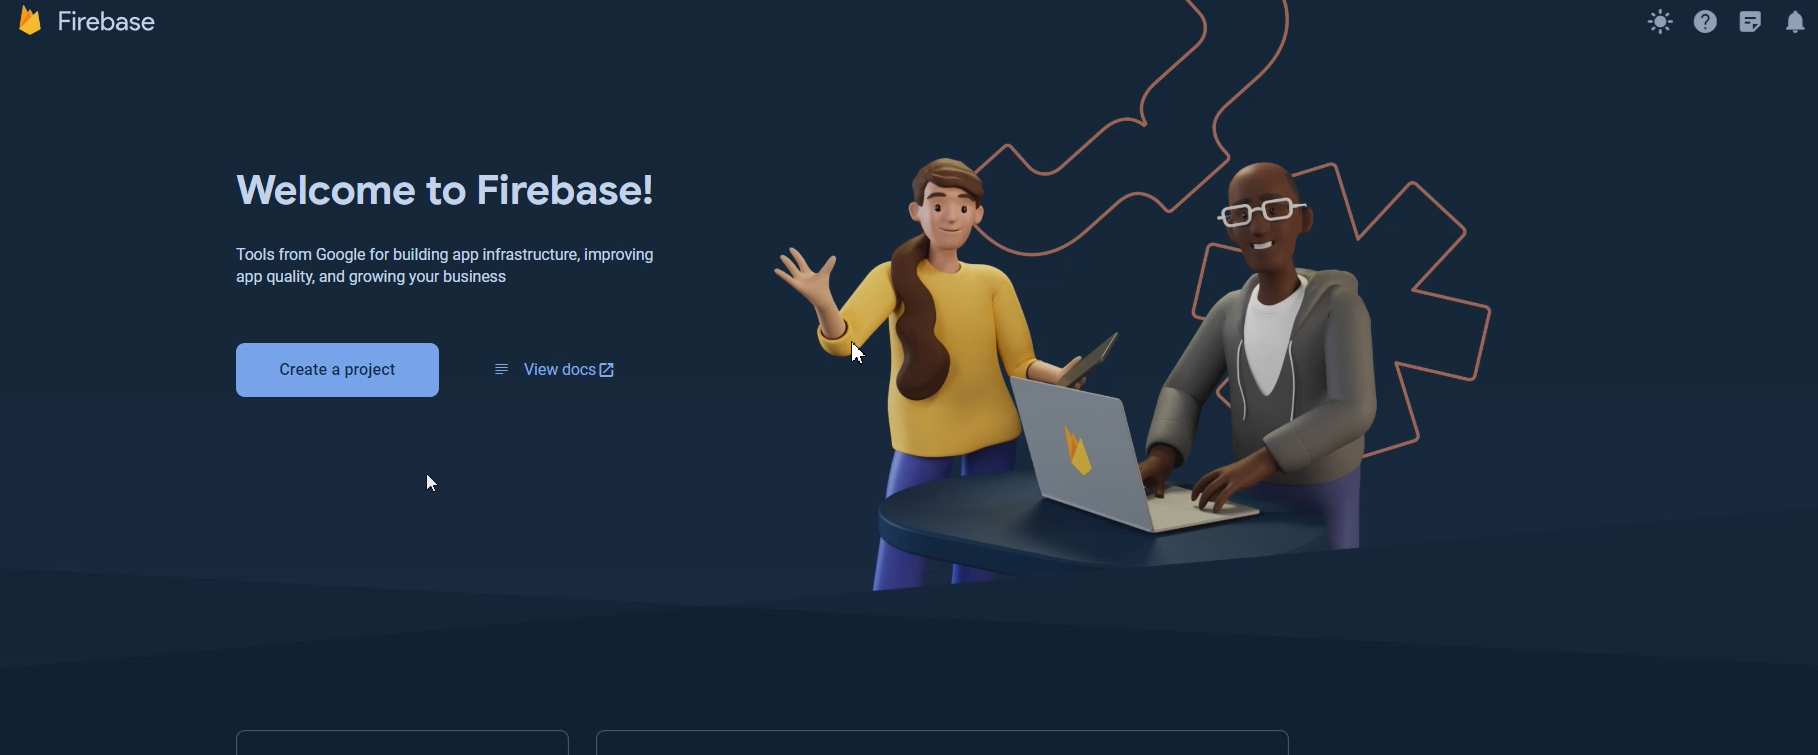 Firebase
Welcome to Firebase!
Tools from Google for building app infrastructure, improving
app quality, and growing your business
Create a project
View docs